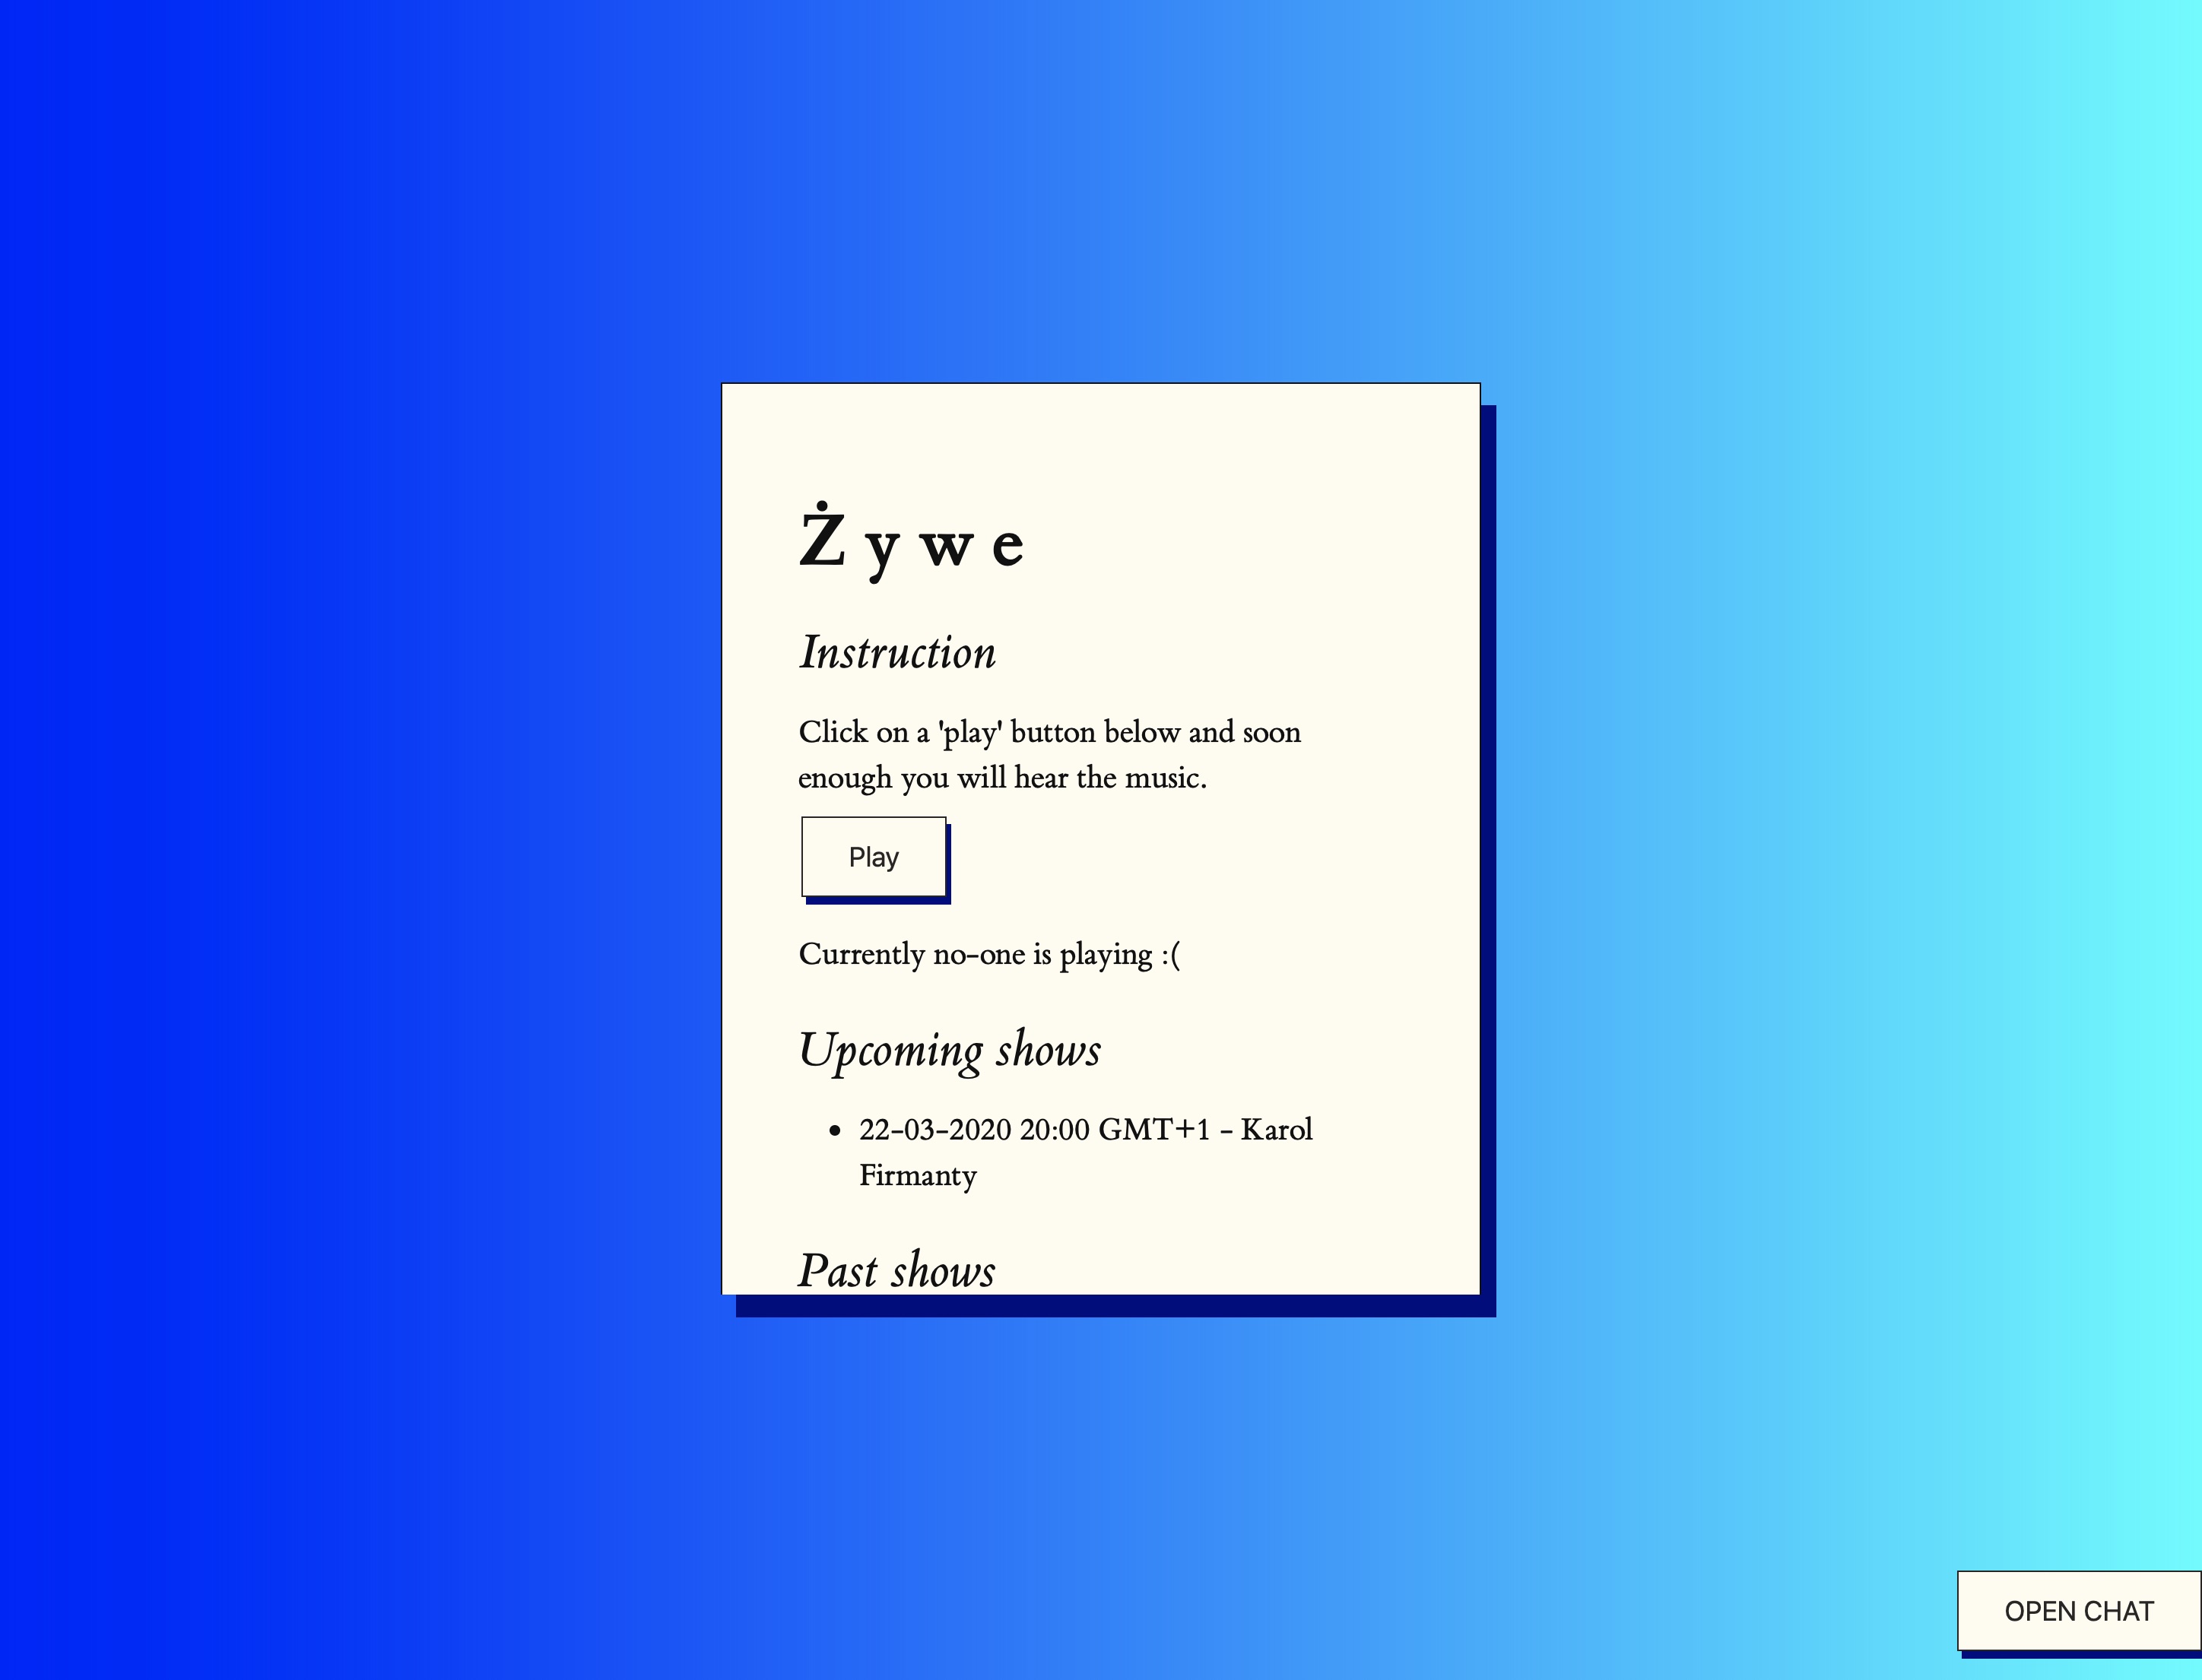 Żywe
Instruction
Click on a 'play' button below and soon
enough you will hear the music.
Play
Currently no-one is playing :(
Upcoming shows
• 22-03-2020 20:00 GMT+1 - Karol
Firmanty
Past shows
OPEN CHAT